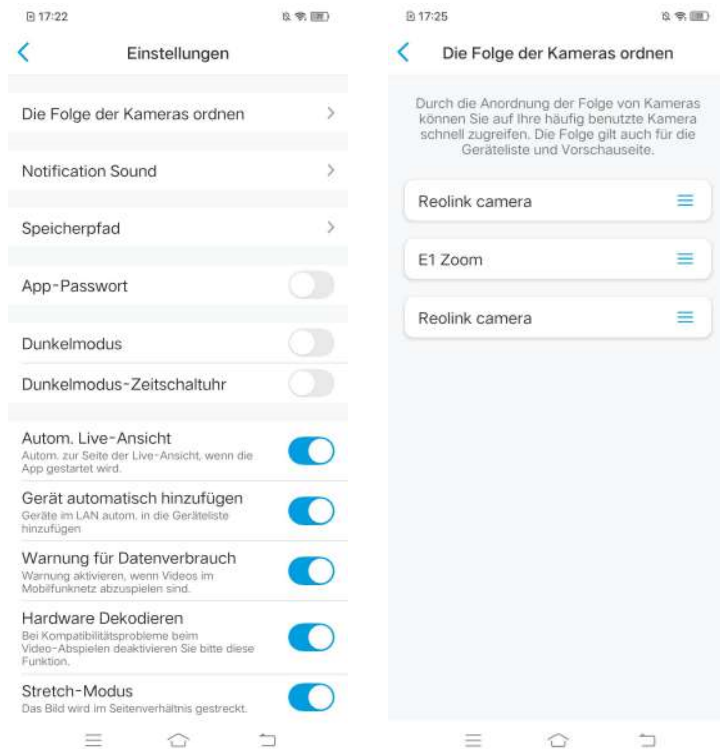 17:22
Einstellungen
Die Folge der Kameras ordnen
Notification Sound
Speicherpfad
App-Passwort
Dunkelmodus
Dunkelmodus-Zeitschaltuhr
Autom. Live-Ansicht
Autom. zur Seite der Live-Ansicht, wenn die
App gestartet wird.
Gerät automatisch hinzufügen
Geräte im LAN autom. in die Geräteliste
hinzufügen
Warnung für Datenverbrauch
Warnung aktivieren, wenn Videos im
Mobilfunknetz abzuspielen sind.
Hardware Dekodieren
Bei Kompatibilitätsprobleme beim
Video-Abspielen deaktivieren Sie bitte diese
Funktion.
Stretch-Modus
Das Bild wird im Seitenverhältnis gestreckt.
17:25
Die Folge der Kameras ordnen
Durch die Anordnung der Folge von Kameras
können Sie auf Ihre häufig benutzte Kamera
schnell zugreifen. Die Folge gilt auch für die
Geräteliste und Vorschauseite.
Reolink camera
E1 Zoom
Reolink camera